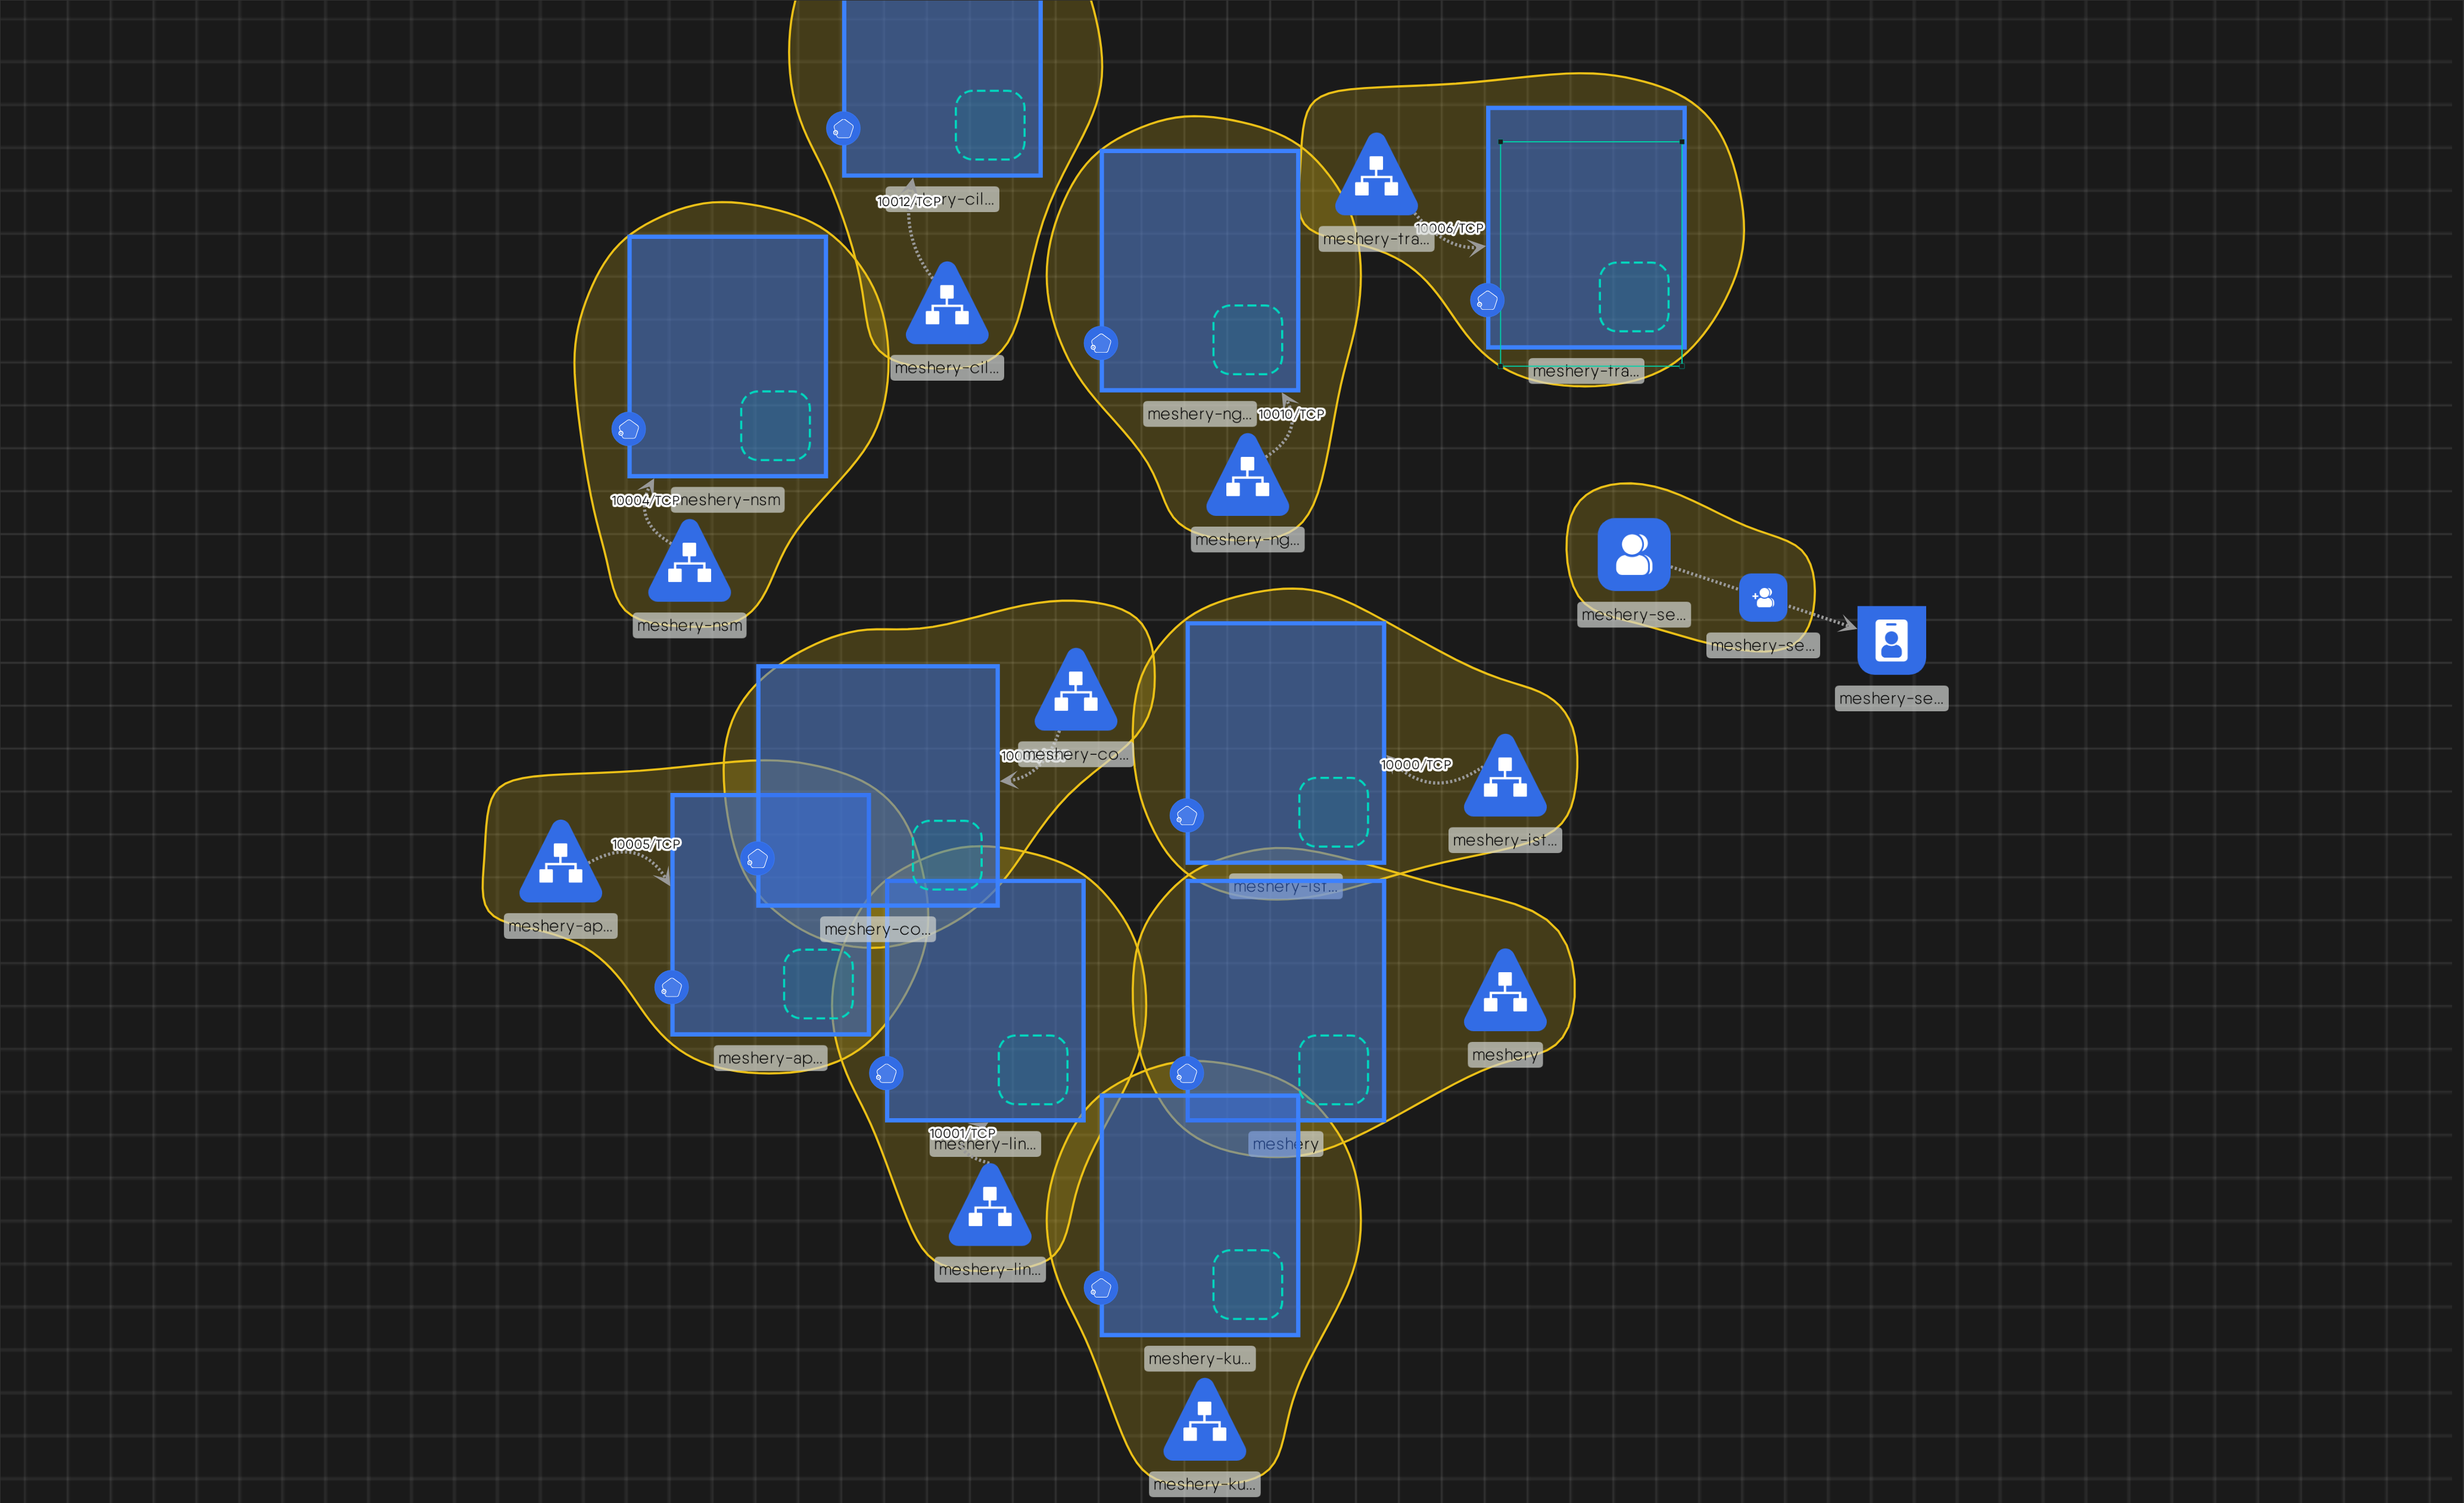 meshery-cil...
10012/TCP
meshery-cil...
meshery-tra...
10006/TCP
meshery-tra...
meshery-ng...
10010/TCP
meshery-ng...
10004/TCP
meshery-nsm
meshery-nsm
meshery-se...
meshery-se...
meshery-se...
meshery-co...
10000/TCP
meshery-ist...
meshery-ist...
10005/TCP
meshery-ap...
meshery-co...
meshery-ap...
meshery
meshery
10001/TCP
meshery-lin...
meshery-lin...
meshery-ku...
meshery-ku...